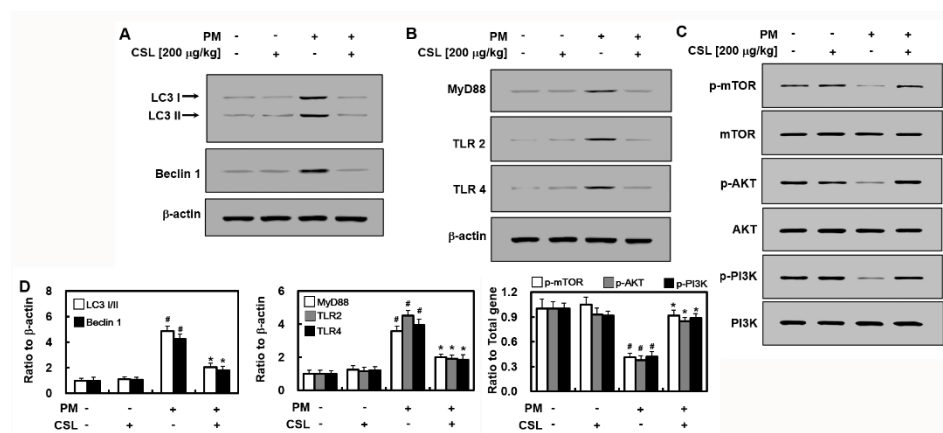 A
PM - - + +
CSL [200 μg/kg] - + - +
LC3 I
LC3 II
Beclin 1
β-actin
B
PM - - + +
CSL [200 μg/kg] - + - +
MyD88
TLR 2
TLR 4
β-actin
C
PM - - + +
CSL [200 μg/kg] - + - +
p-mTOR
mTOR
p-AKT
AKT
p-PI3K
PI3K
D
Ratio to β-actin
8
6
4
2
0
LC3 I/II
Beclin 1
# #
* *
PM - - + +
CSL - + - +
Ratio to β-actin
6
4
2
0
MyD88
TLR2
TLR4
# # #
* * *
PM - - + +
CSL - + - +
Ratio to Total gene
1.2
0.9
0.6
0.3
0.0
p-mTOR p-AKT p-PI3K
# # #
* * *
PM - - + +
CSL - + - +